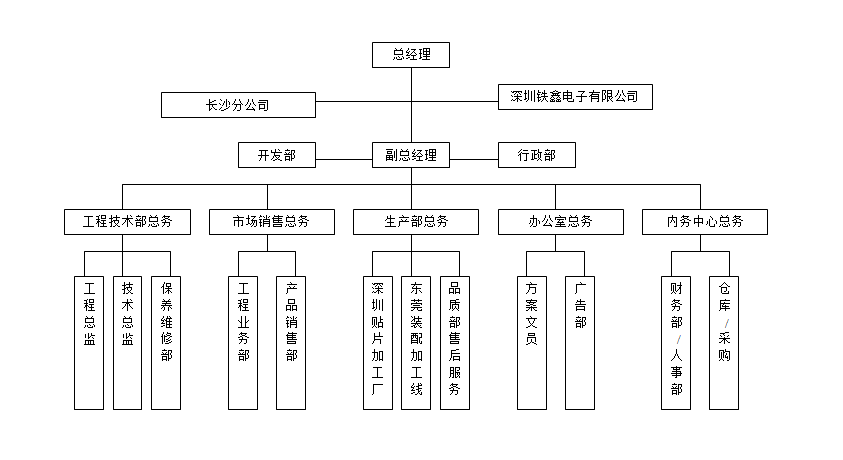 总经理
长沙分公司
深圳铁鑫电子有限公司
开发部
副总经理
行政部
工程技术部总务
市场销售总务
生产部总务
办公室总务
内务中心总务
工程总监
技术总监
保养维修部
工程业务部
产品销售部
深圳贴片加工厂
东莞装配加工线
品质部售后服务
方案文员
广告部
财务部/人事部
仓库/采购